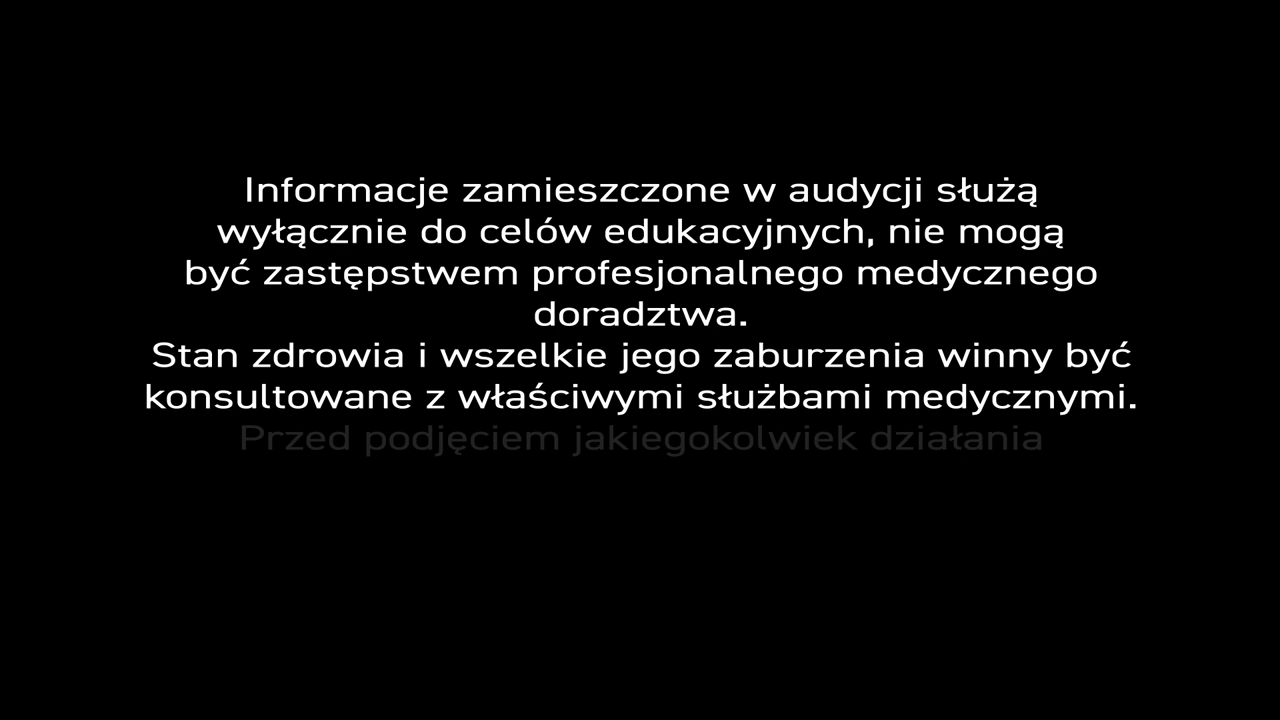 Informacje zamieszczone w audycji służą
wyłącznie do celów edukacyjnych, nie mogą
być zastępstwem profesjonalnego medycznego
doradztwa.
Stan zdrowia i wszelkie jego zaburzenia winny być
konsultowane z właściwymi służbami medycznymi.
Przed podjęciem jakiegokolwiek działania